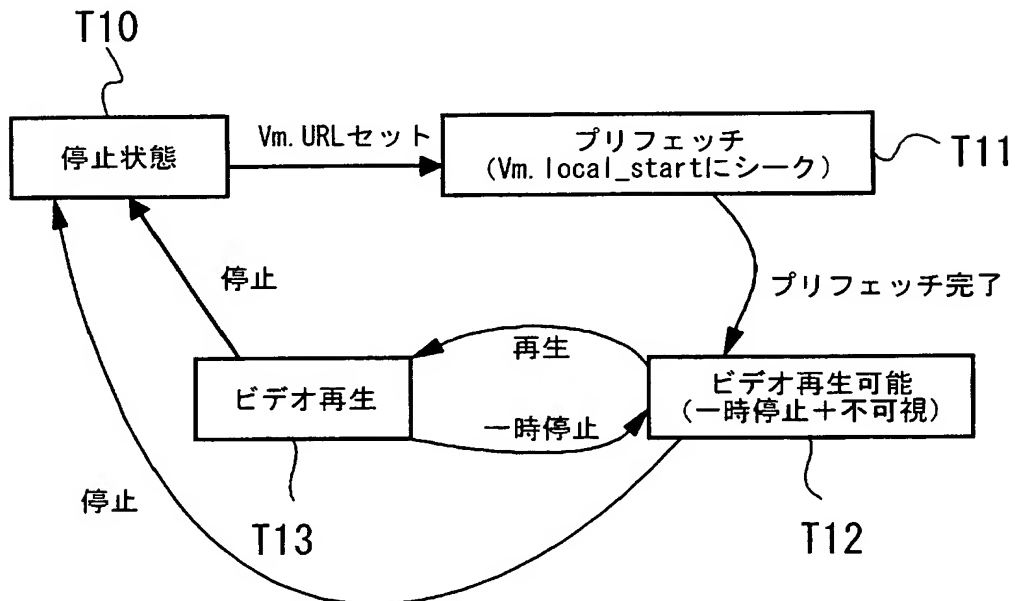 T10
停止状態
Vm.URLセット
プリフェッチ
(Vm.local_startにシーク)
T11
停止
プリフェッチ完了
再生
ビデオ再生
一時停止
ビデオ再生可能
(一時停止+不可視)
停止
T13
T12